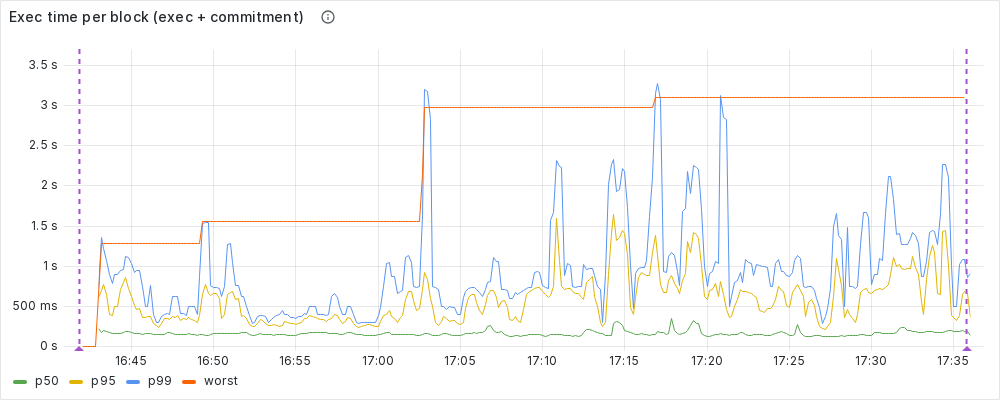 Exec time per block (exec + commitment)
3.5 s
3 s
2.5 s
2 s
1.5 s
1 s
500 ms
0 s
16:45 16:50 16:55 17:00 17:05 17:10 17:15 17:20 17:25 17:30 17:35
p50 p95 p99 worst